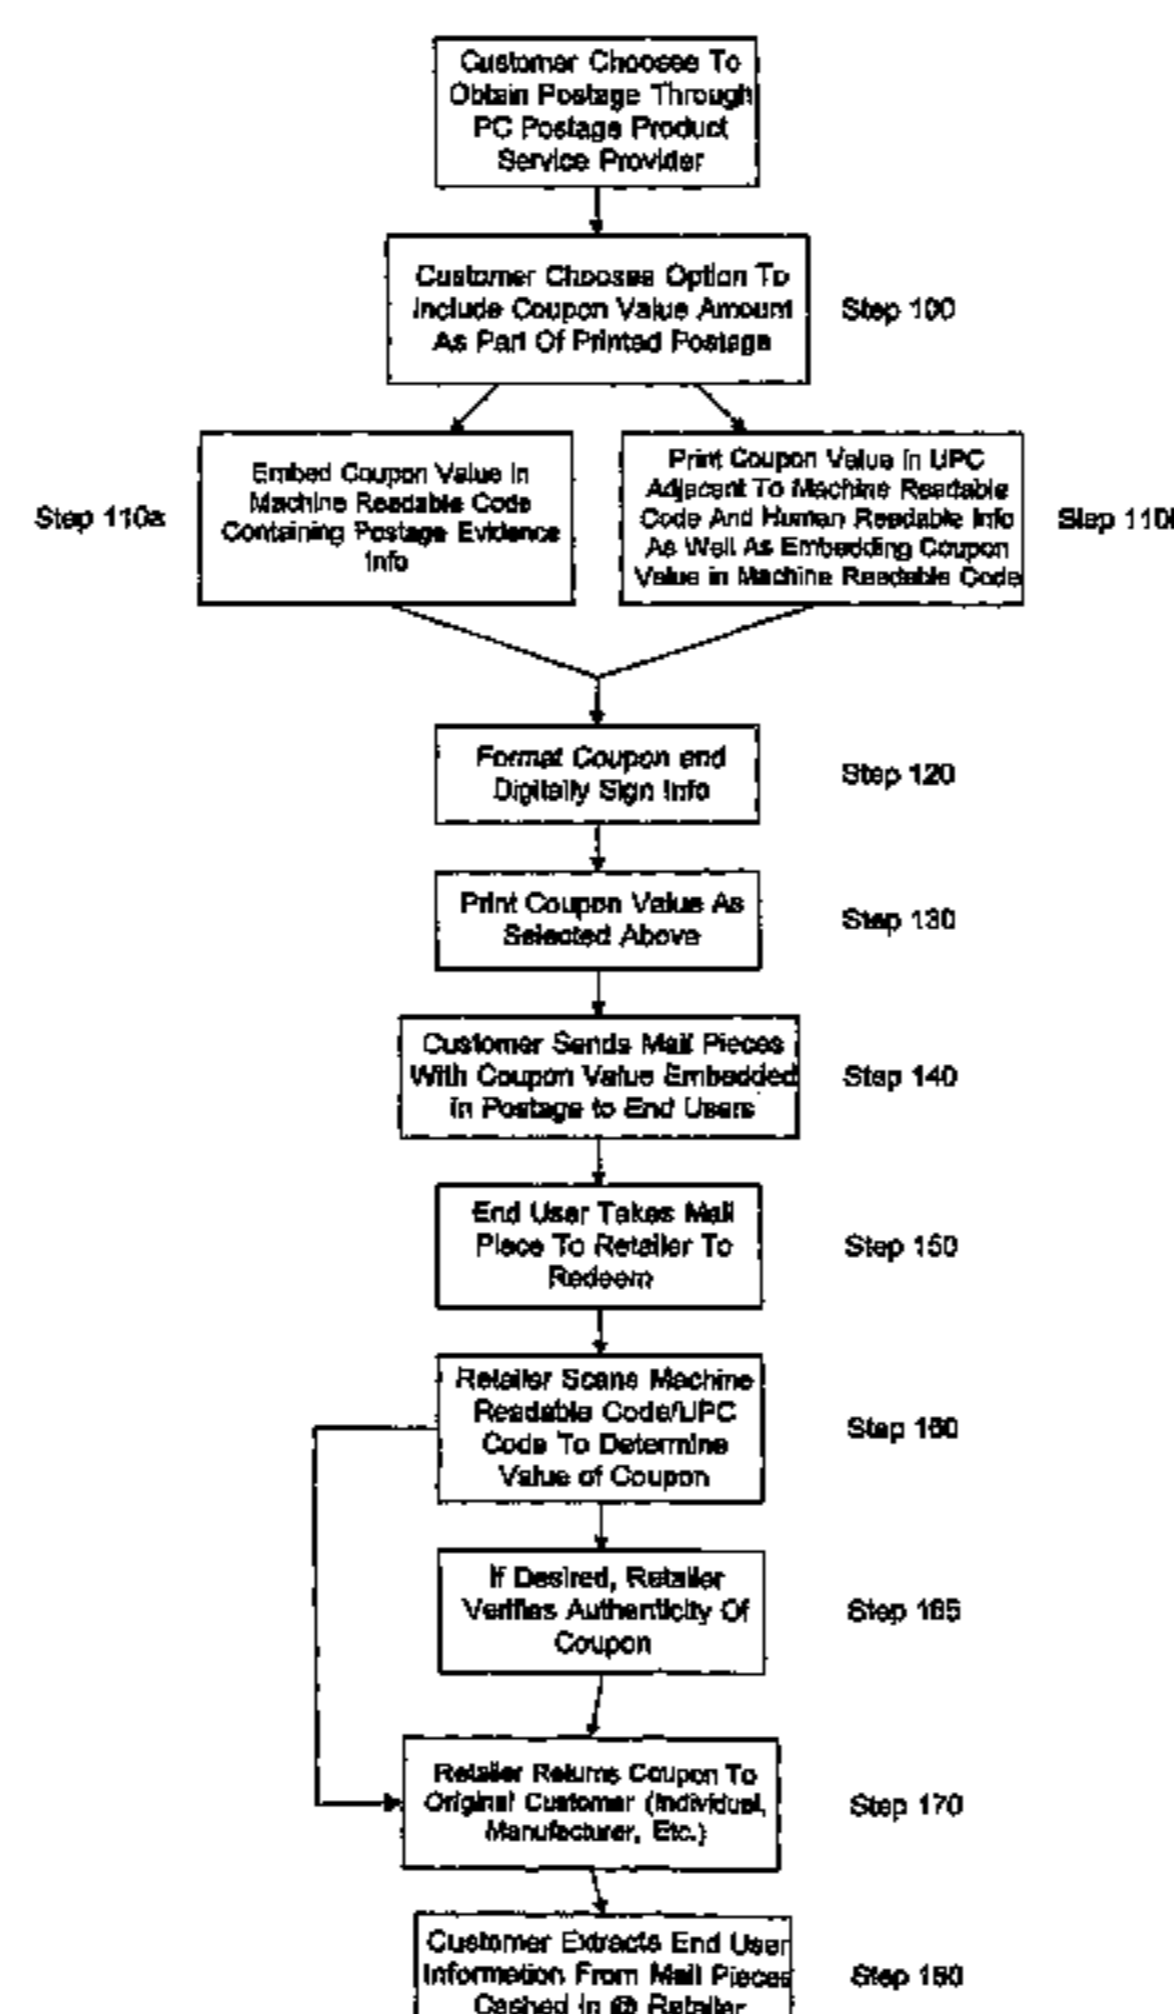 Customer Chooses To
Obtain Postage Through
PC Postage Product
Service Provider
Customer Chooses Option To
Include Coupon Value Amount
As Part Of Printed Postage
Step 100
Step 110a
Embed Coupon Value In
Machine Readable Code
Containing Postage Evidence
Info
Print Coupon Value In UPC
Adjacent To Machine Readable
Code And Human Readable Info
As Well As Embedding Coupon
Value in Machine Readable Code
Step
Format Coupon and
Digitally Sign Info
Step 120
Print Coupon Value As
Selected Above
Step 130
Customer Sends Mail Pieces
With Coupon Value Embedded
In Postage to End Users
Step 140
End User Takes Mail
Piece To Retailer To
Redeem
Step 150
Retailer Scans Machine
Readable Code/UPC
Code To Determine
Value of Coupon
Step 160
If Desired, Retailer
Verifies Authenticity Of
Coupon
Step 165
Retailer Returns Coupon To
Original Customer (Individual,
Manufacturer, Etc.)
Step 170
Customer Extracts End User
Information From Mail Pieces
Cashed in @ Retailer
Step